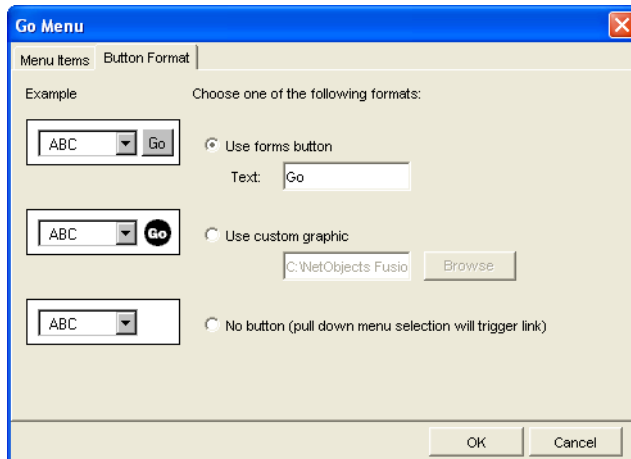 Go Menu
Menu Items Button Format
Example Choose one of the following formats:
ABC Go Use forms button
Text: Go
ABC Go Use custom graphic
C:\NetObjects Fusio Browse
ABC No button (pull down menu selection will trigger link)
OK Cancel